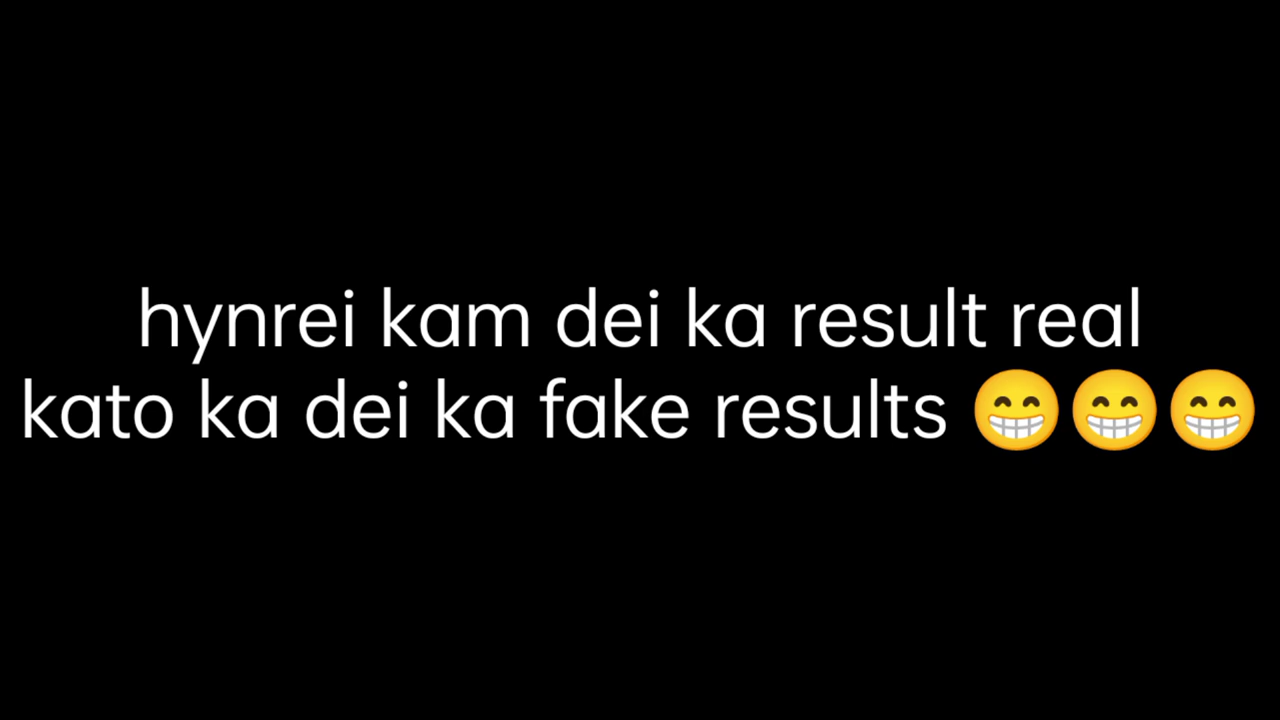 hynrei kam dei ka result real
kato ka dei ka fake results 😁😁😁